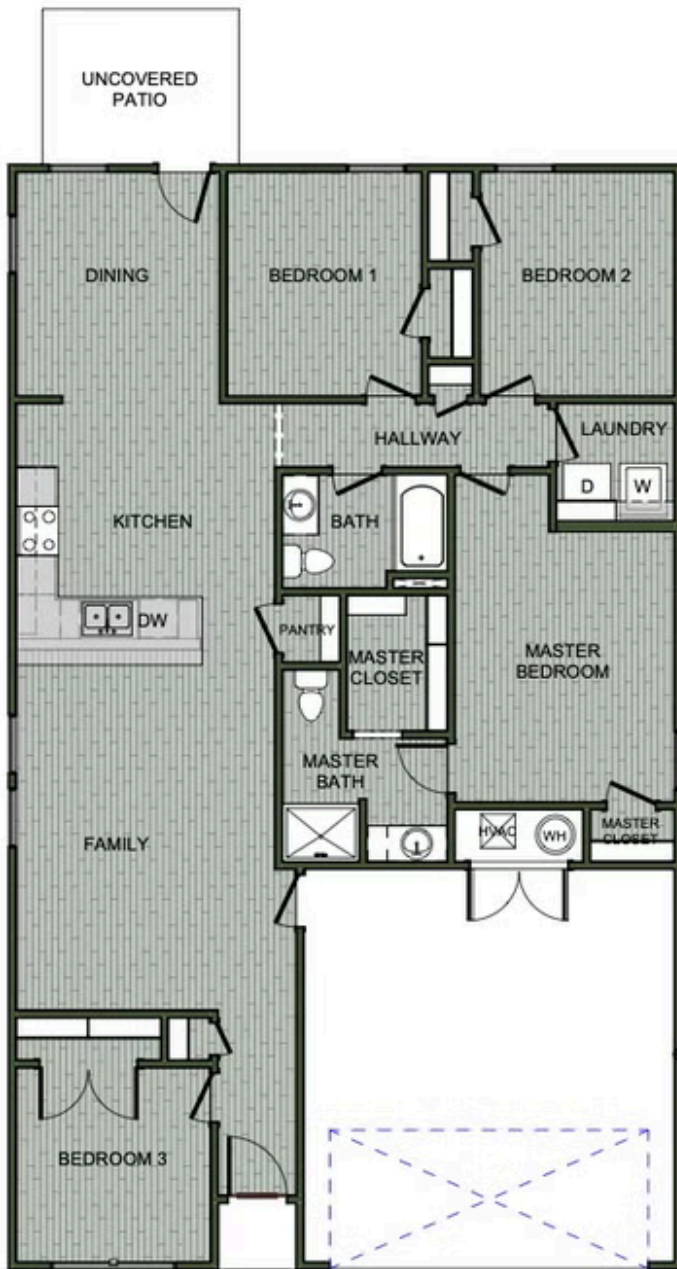 UNCOVERED
PATIO
DINING
BEDROOM 1
BEDROOM 2
HALLWAY
LAUNDRY
D
W
KITCHEN
BATH
DW
PANTRY
MASTER
CLOSET
MASTER
BEDROOM
MASTER
BATH
FAMILY
HVAC
WH
MASTER
CLOSET
BEDROOM 3